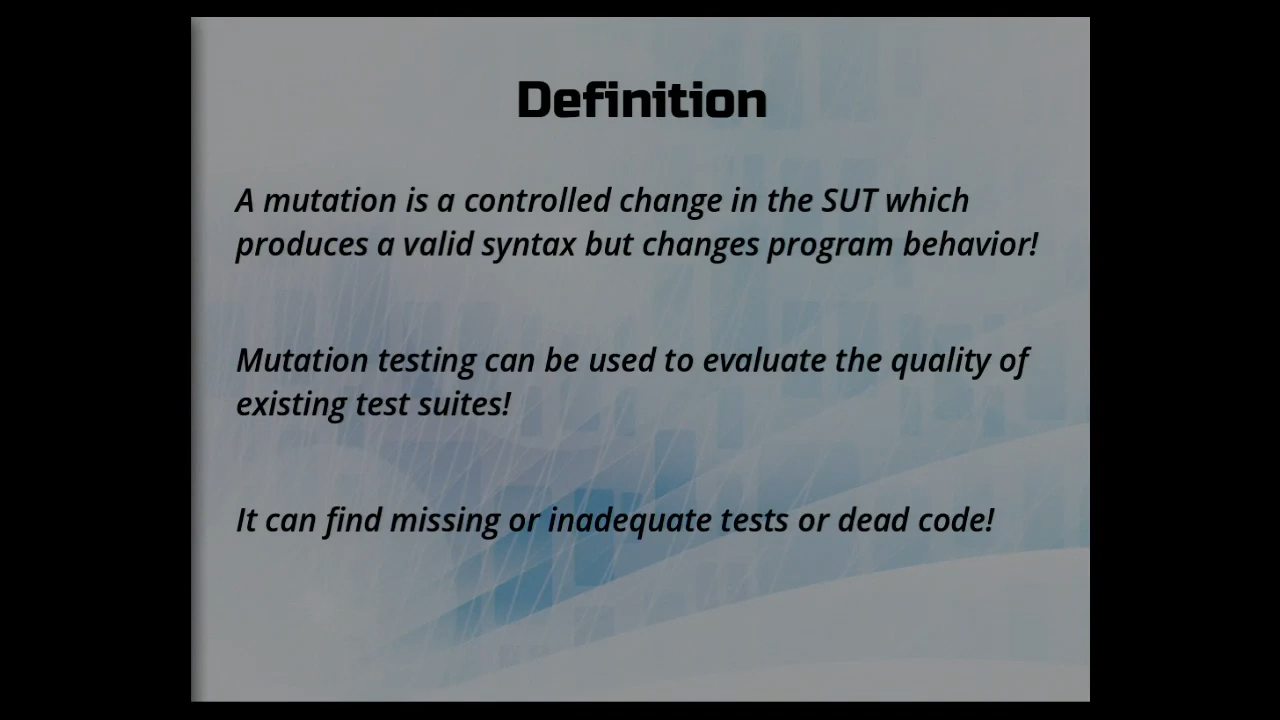 Definition
A mutation is a controlled change in the SUT which
produces a valid syntax but changes program behavior!
Mutation testing can be used to evaluate the quality of
existing test suites!
It can find missing or inadequate tests or dead code!